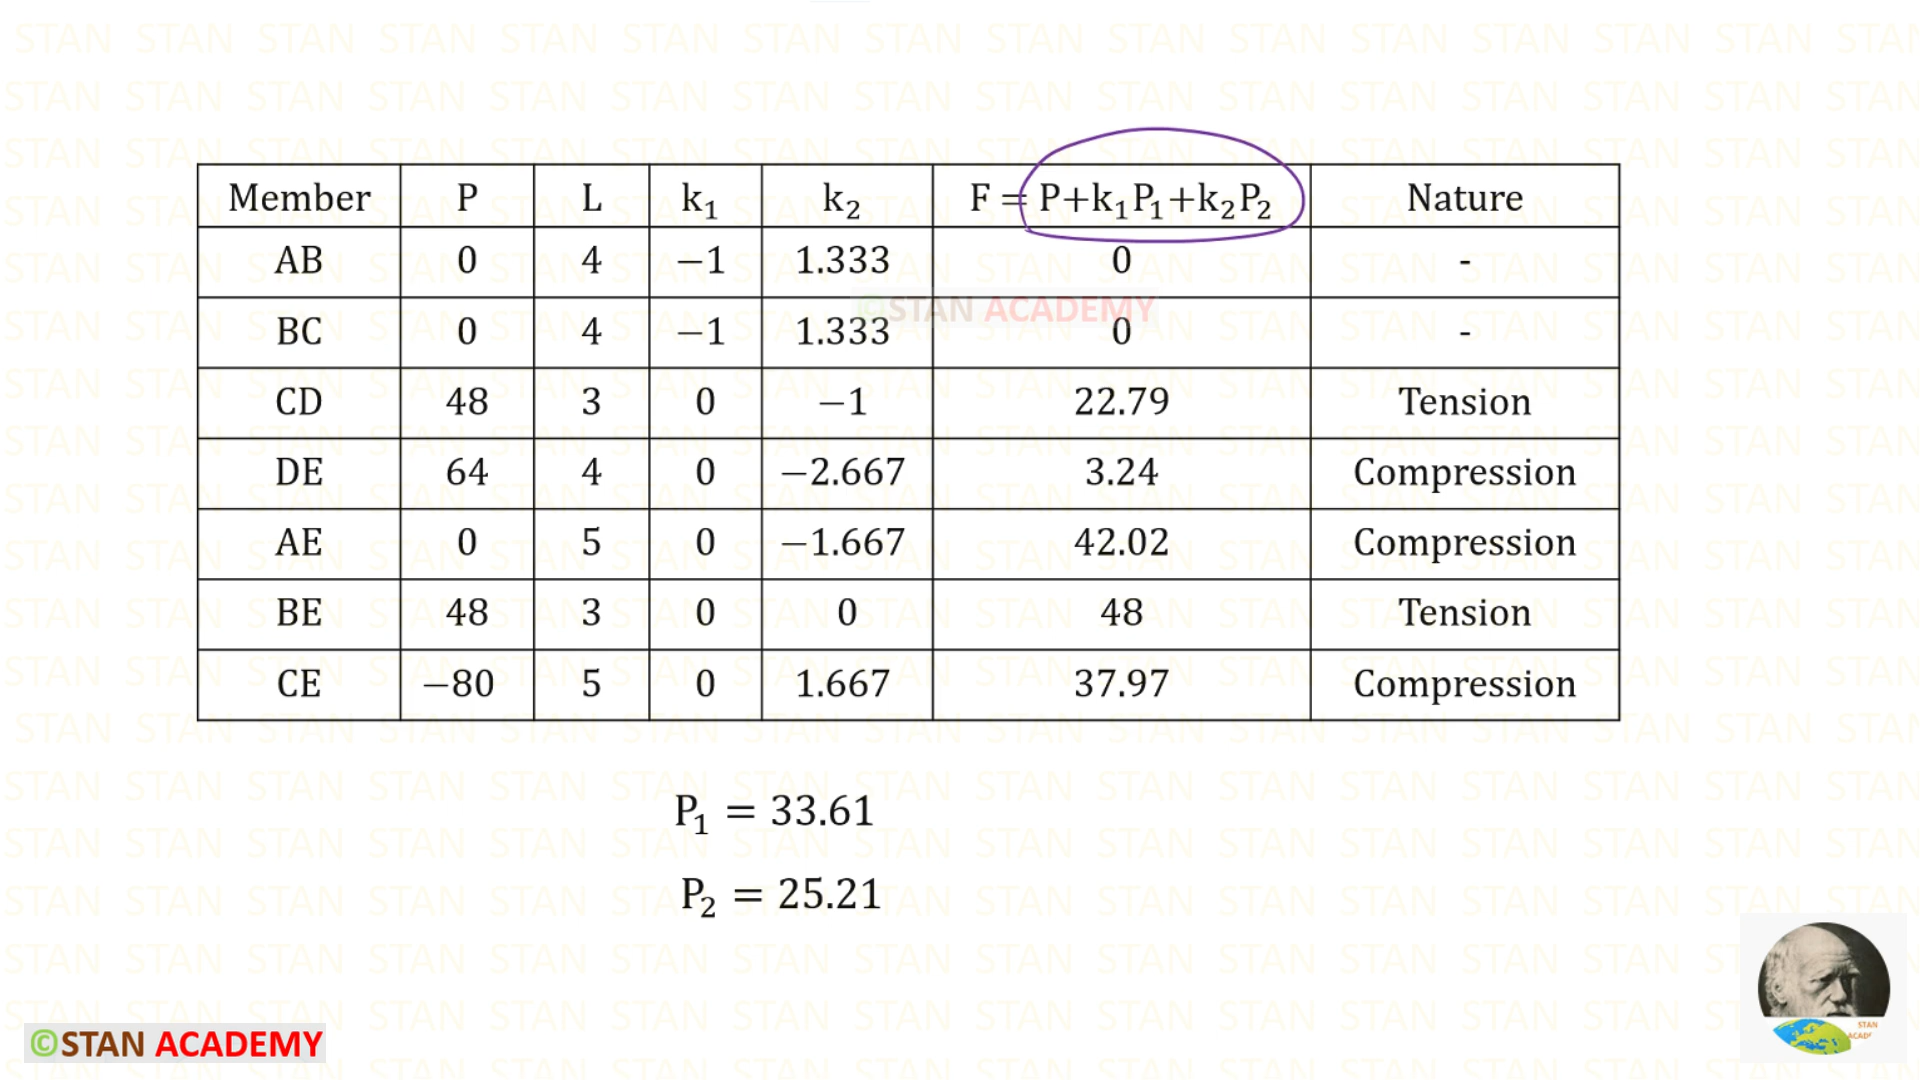 Member P L k₁ k₂ F = P+k₁P₁+k₂P₂ Nature
AB 0 4 −1 1.333 0 -
BC 0 4 −1 1.333 0 -
©STAN ACADEMY
CD 48 3 0 −1 22.79 Tension
DE 64 4 0 −2.667 3.24 Compression
AE 0 5 0 −1.667 42.02 Compression
BE 48 3 0 0 48 Tension
CE −80 5 0 1.667 37.97 Compression
P₁ = 33.61
P₂ = 25.21
©STAN ACADEMY
STAN